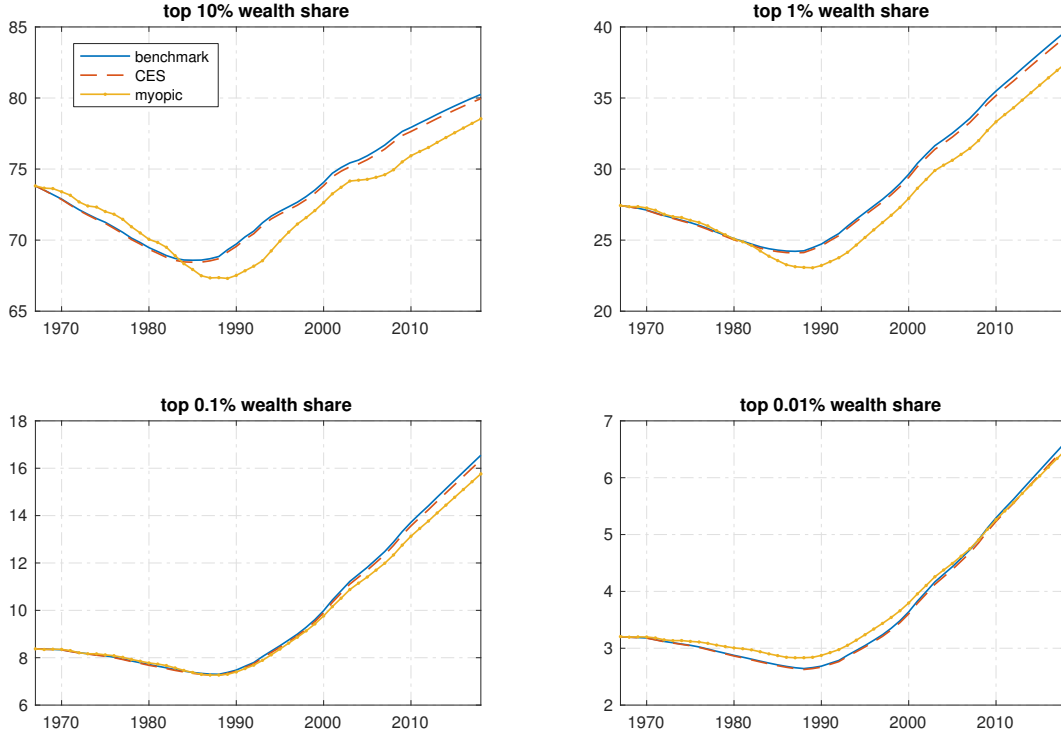 top 10% wealth share
85
80
75
70
65
1970 1980 1990 2000 2010
benchmark
CES
myopic
top 1% wealth share
40
35
30
25
20
1970 1980 1990 2000 2010
top 0.1% wealth share
18
16
14
12
10
8
6
1970 1980 1990 2000 2010
top 0.01% wealth share
7
6
5
4
3
2
1970 1980 1990 2000 2010